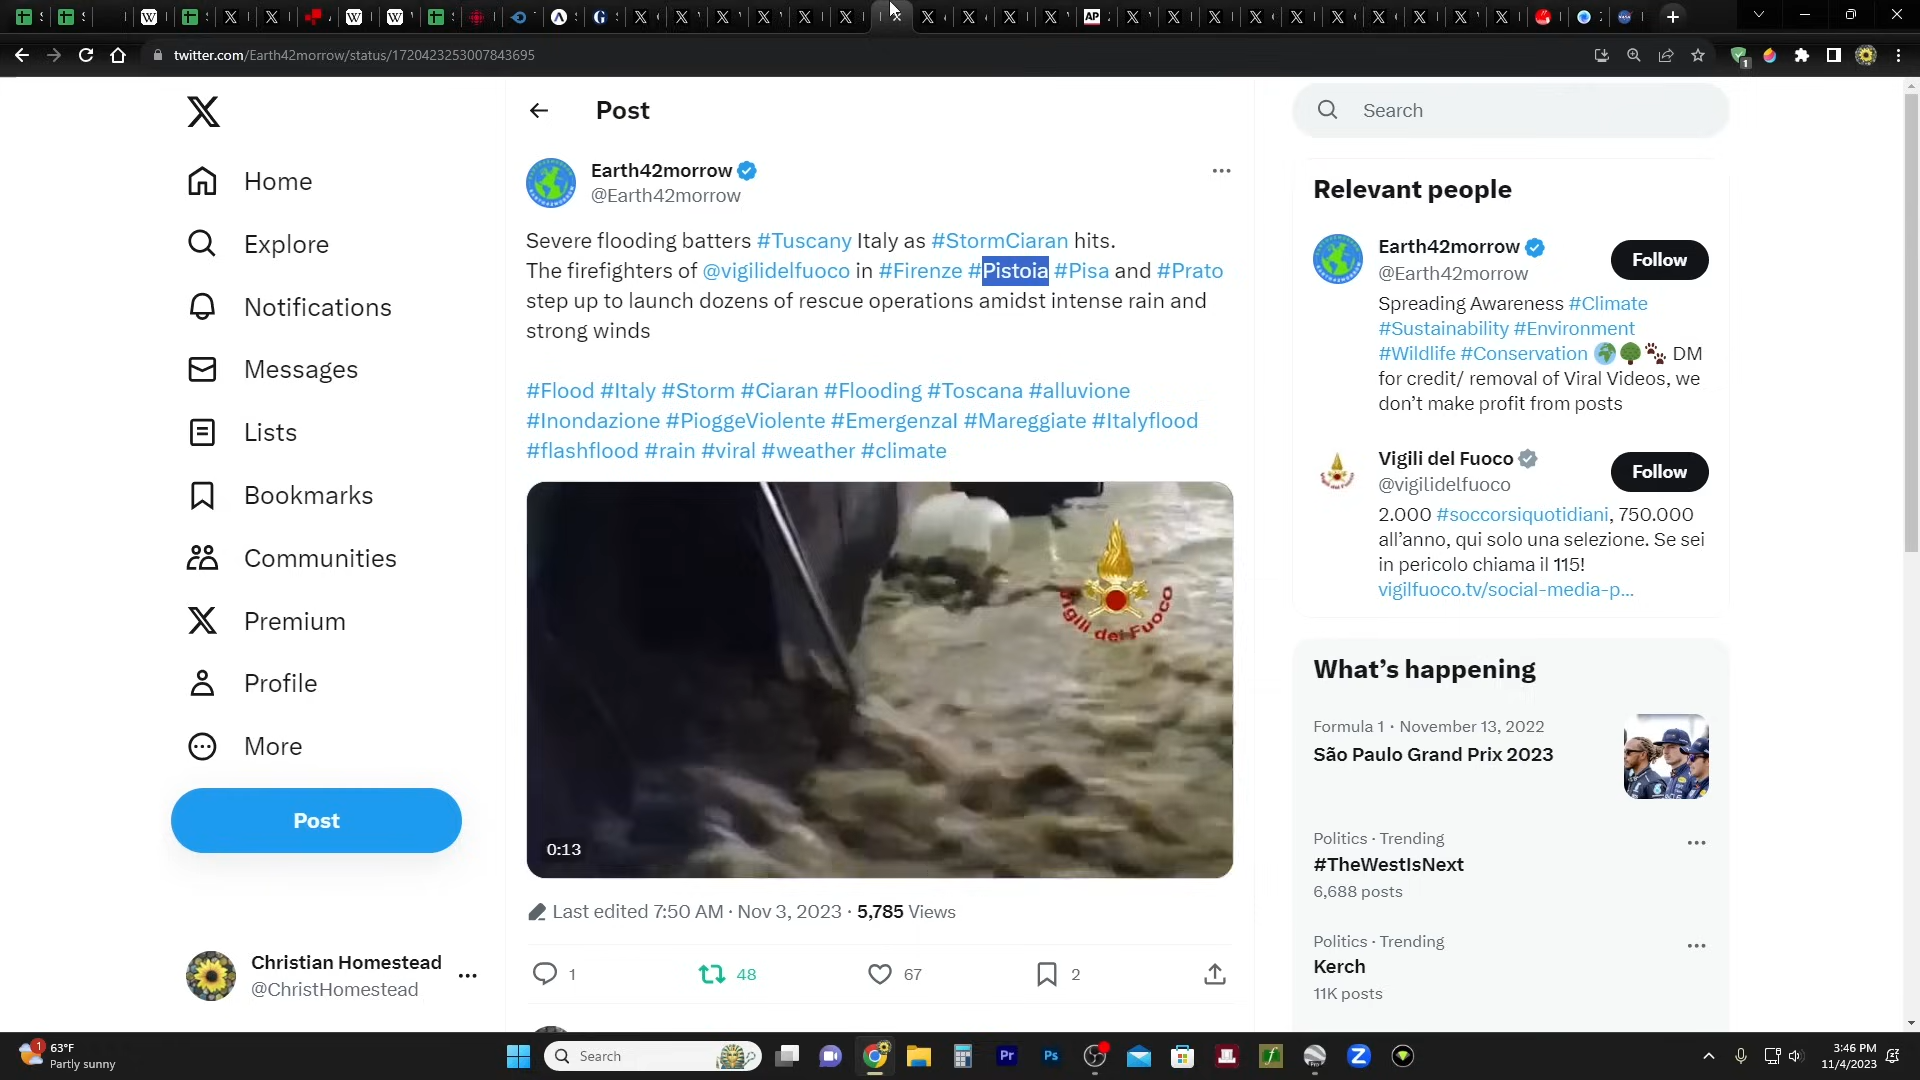 twitter.com/Earth42morrow/status/1720423253007843695
Home
Explore
Notifications
Messages
Lists
Bookmarks
Communities
Premium
Profile
More
Post
Christian Homestead
@ChristHomestead
Post
Earth42morrow
@Earth42morrow
Severe flooding batters #Tuscany Italy as #StormCiaran hits.
The firefighters of @vigilidelfuoco in #Firenze #Pistoia #Pisa and #Prato
step up to launch dozens of rescue operations amidst intense rain and
strong winds
#Flood #Italy #Storm #Ciaran #Flooding #Toscana #alluvione
#Inondazione #PioggeViolente #EmergenzaI #Mareggiate #Italyflood
#flashflood #rain #viral #weather #climate
Vigili del Fuoco
0:13
Last edited 7:50 AM · Nov 3, 2023 · 5,785 Views
1 48 67 2
Search
Relevant people
Earth42morrow
@Earth42morrow
Follow
Spreading Awareness #Climate
#Sustainability #Environment
#Wildlife #Conservation DM
for credit/ removal of Viral Videos, we
don’t make profit from posts
Vigili del Fuoco
@vigilidelfuoco
Follow
2.000 #soccorsiquotidiani, 750.000
all’anno, qui solo una selezione. Se sei
in pericolo chiama il 115!
vigilfuoco.tv/social-media-p...
What’s happening
Formula 1 · November 13, 2022
São Paulo Grand Prix 2023
Politics · Trending
#TheWestIsNext
6,688 posts
Politics · Trending
Kerch
11K posts
1
63°F
Partly sunny
Search
3:46 PM
11/4/2023